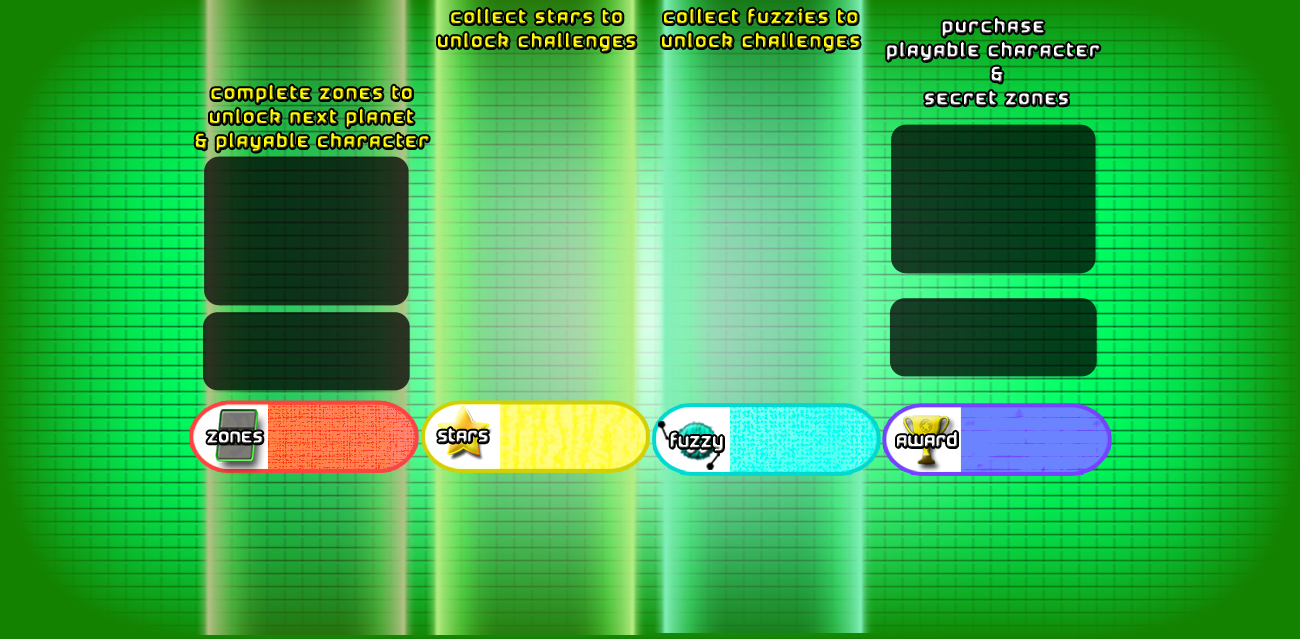 complete zones to
unlock next planet
& playable character
collect stars to
unlock challenges
collect fuzzies to
unlock challenges
purchase
playable character
&
secret zones
zones
stars
fuzzy
award